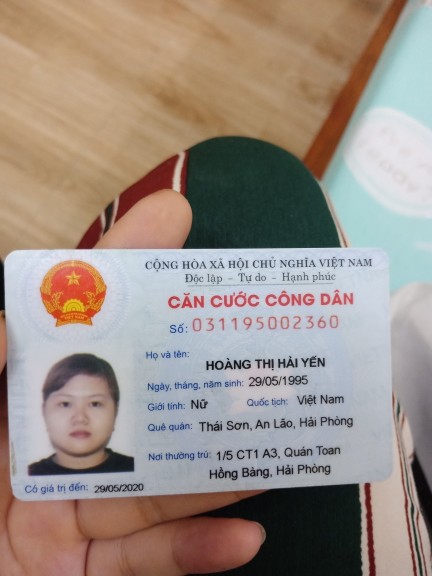 CỘNG HÒA XÃ HỘI CHỦ NGHĨA VIỆT NAM
Độc lập – Tự do – Hạnh phúc
CĂN CƯỚC CÔNG DÂN
Số: 031195002360
Họ và tên:
HOÀNG THỊ HẢI YẾN
Ngày, tháng, năm sinh: 29/05/1995
Giới tính: Nữ Quốc tịch: Việt Nam
Quê quán: Thái Sơn, An Lão, Hải Phòng
Nơi thường trú: 1/5 CT1 A3, Quán Toan
Hồng Bàng, Hải Phòng
Có giá trị đến: 29/05/2020